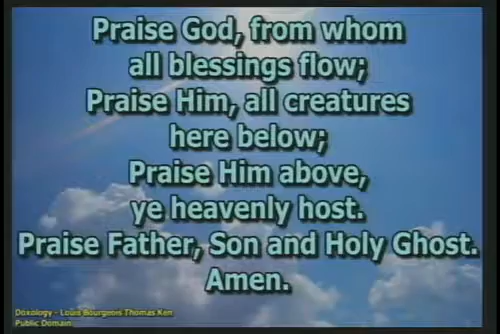 Praise God, from whom
all blessings flow;
Praise Him, all creatures
here below;
Praise Him above,
ye heavenly host.
Praise Father, Son and Holy Ghost.
Amen.
Doxology - Louis Bourgeois Thomas Ken
Public Domain